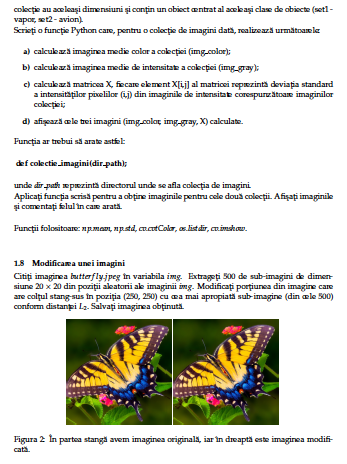 colecție au aceleași dimensiuni și conțin un obiect central al aceleași clase de obiecte (set1 -
vapor, set2 - avion).
Scrieți o funcție Python care, pentru o colecție de imagini dată, realizează următoarele:
a) calculează imaginea medie color a colecției (img_color);
b) calculează imaginea medie de intensitate a colecției (img_gray);
c) calculează matricea X, fiecare element X[i,j] al matricei reprezintă deviația standard
a intensităților pixelilor (i,j) din imaginile de intensitate corespunzătoare imaginilor
colecției;
d) afișează cele trei imagini (img_color, img_gray, X) calculate.
Funcția ar trebui să arate astfel:
def colectie_imagini(dir_path);
unde dir_path reprezintă directorul unde se afla colecția de imagini.
Aplicați funcția scrisă pentru a obține imaginile pentru cele două colecții. Afișați imaginile
și comentați felul în care arată.
Funcții folositoare: np.mean, np.std, cv.cvtColor, os.listdir, cv.imshow.
1.8 Modificarea unei imagini
Citiți imaginea butterfly.jpeg în variabila img. Extrageți 500 de sub-imagini de dimen-
siune 20 × 20 din poziții aleatorii ale imaginii img. Modificați porțiunea din imagine care
are colțul stang-sus în poziția (250, 250) cu cea mai apropiată sub-imagine (din cele 500)
conform distanței L₂. Salvați imaginea obținută.
Figura 2: În partea stangă avem imaginea originală, iar în dreaptă este imaginea modifi-
cată.